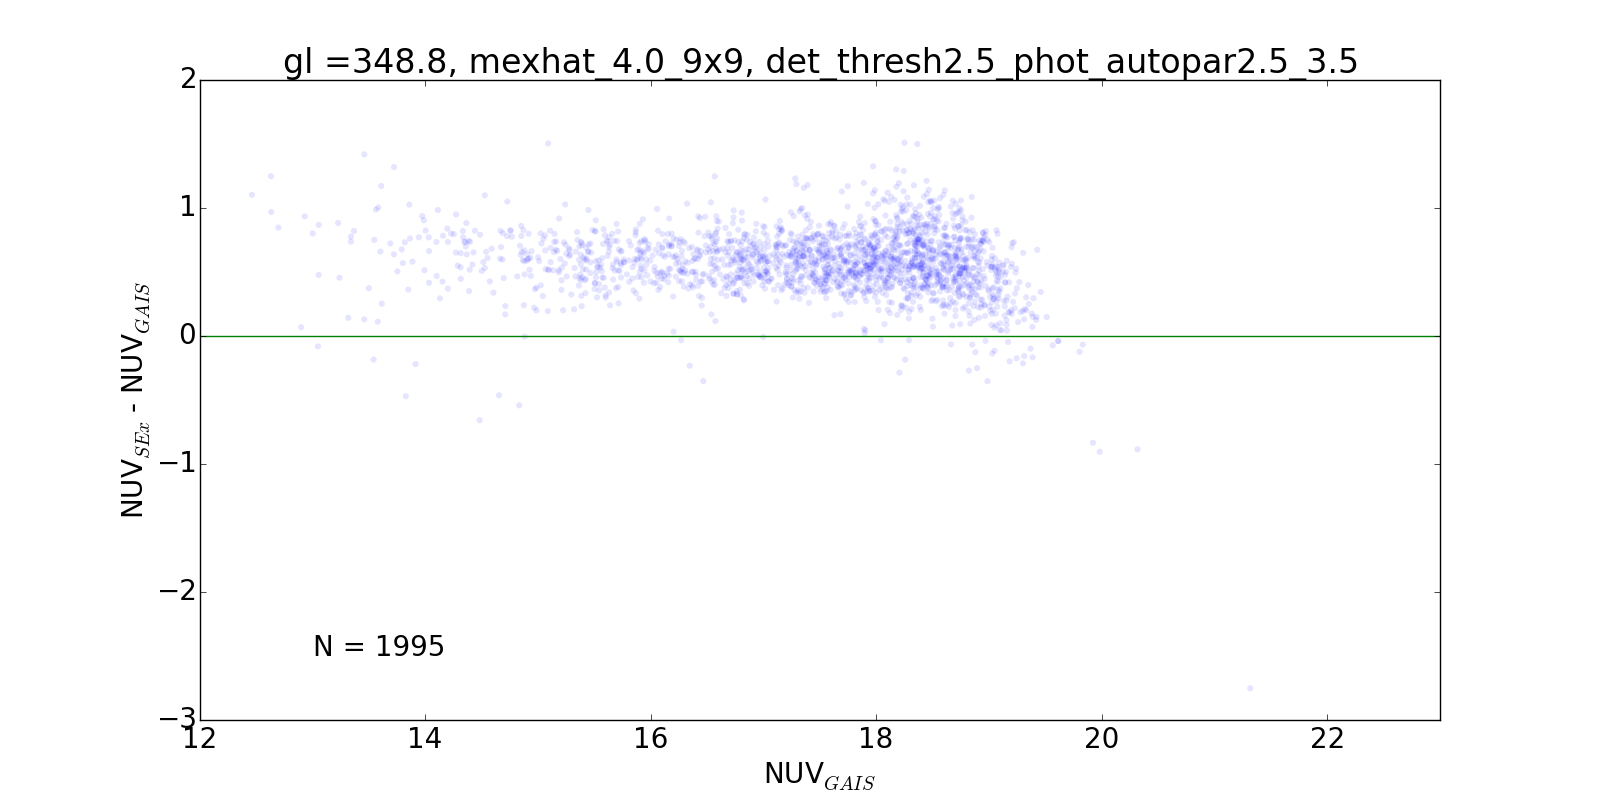 gl =348.8, mexhat_4.0_9x9, det_thresh2.5_phot_autopar2.5_3.5
2
1
0
−1
−2
−3
NUV_SEx - NUV_GAIS
N = 1995
12 14 16 18 20 22
NUV_GAIS